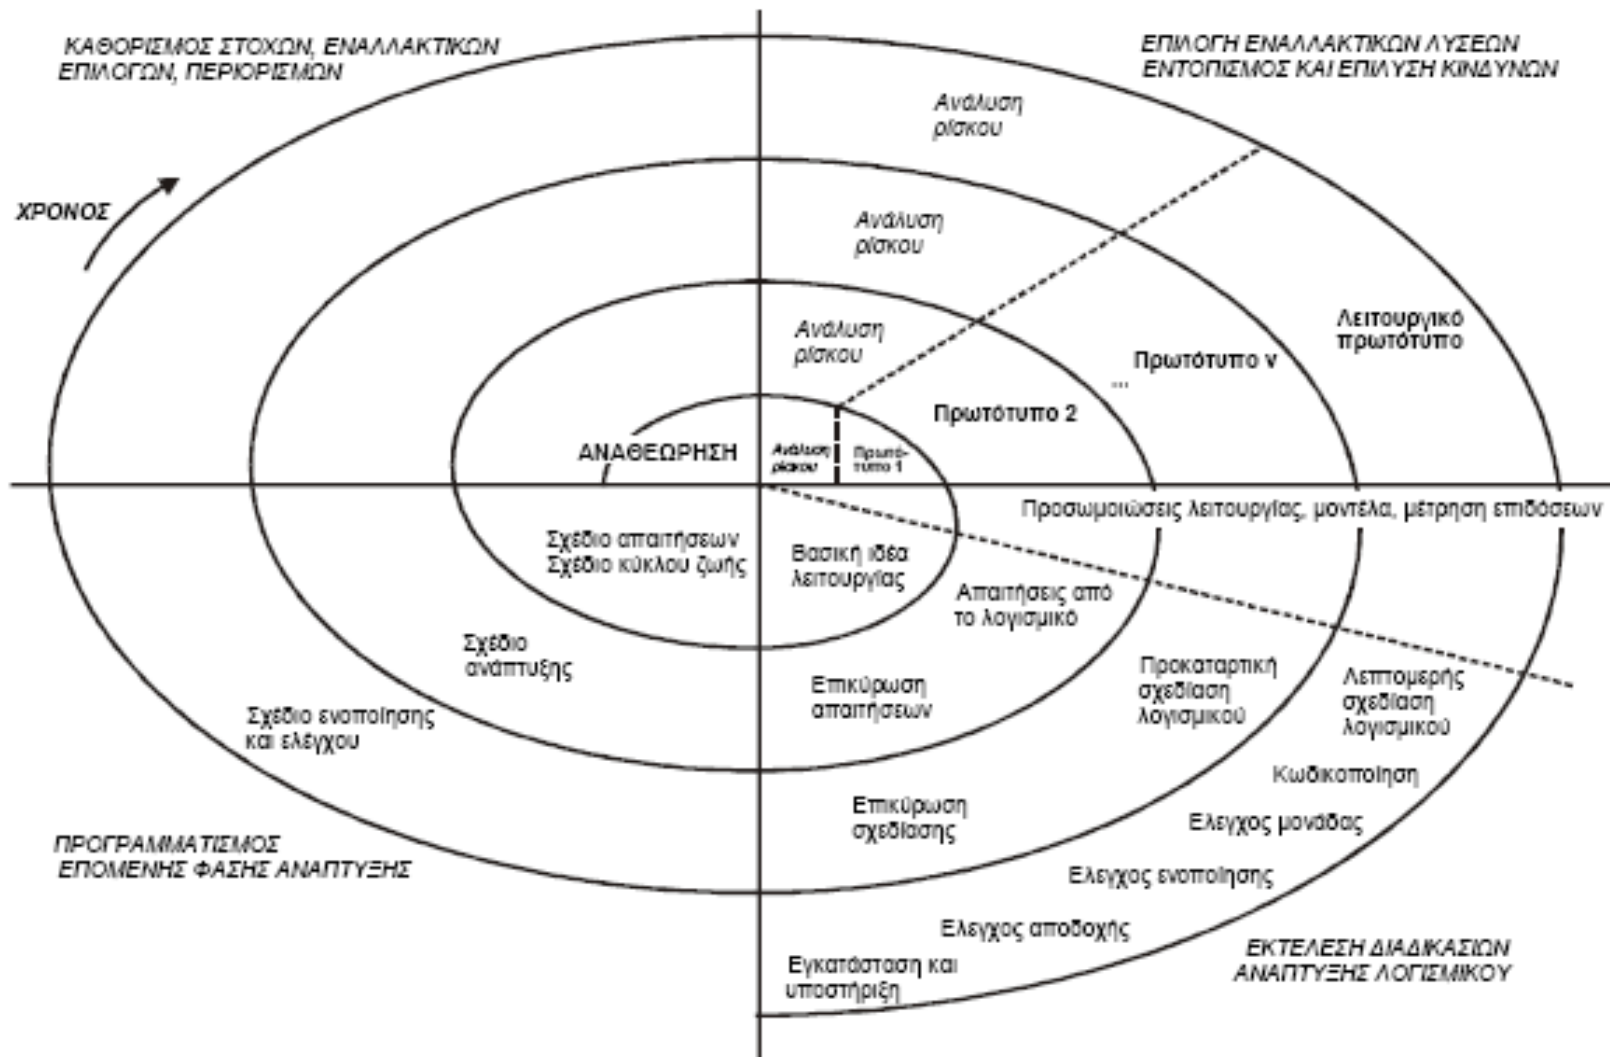 ΚΑΘΟΡΙΣΜΟΣ ΣΤΟΧΩΝ, ΕΝΑΛΛΑΚΤΙΚΩΝ
ΕΠΙΛΟΓΩΝ, ΠΕΡΙΟΡΙΣΜΩΝ
ΕΠΙΛΟΓΗ ΕΝΑΛΛΑΚΤΙΚΩΝ ΛΥΣΕΩΝ
ΕΝΤΟΠΙΣΜΟΣ ΚΑΙ ΕΠΙΛΥΣΗ ΚΙΝΔΥΝΩΝ
ΧΡΟΝΟΣ
Ανάλυση
ρίσκου
Ανάλυση
ρίσκου
Ανάλυση
ρίσκου
Λειτουργικό
πρωτότυπο
Πρωτότυπο ν
...
Πρωτότυπο 2
ΑΝΑΘΕΩΡΗΣΗ
Ανάλυση
ρίσκου
Πρωτό-
τυπο 1
Προσωμοιώσεις λειτουργίας, μοντέλα, μέτρηση επιδόσεων
Σχέδιο απαιτήσεων
Σχέδιο κύκλου ζωής
Βασική ιδέα
λειτουργίας
Απαιτήσεις από
το λογισμικό
Σχέδιο
ανάπτυξης
Επικύρωση
απαιτήσεων
Προκαταρτική
σχεδίαση
λογισμικού
Λεπτομερής
σχεδίαση
λογισμικού
Σχέδιο ενοποίησης
και ελέγχου
Κωδικοποίηση
Επικύρωση
σχεδίασης
Ελεγχος μονάδας
Ελεγχος ενοποίησης
Ελεγχος αποδοχής
Εγκατάσταση και
υποστήριξη
ΠΡΟΓΡΑΜΜΑΤΙΣΜΟΣ
ΕΠΟΜΕΝΗΣ ΦΑΣΗΣ ΑΝΑΠΤΥΞΗΣ
ΕΚΤΕΛΕΣΗ ΔΙΑΔΙΚΑΣΙΩΝ
ΑΝΑΠΤΥΞΗΣ ΛΟΓΙΣΜΙΚΟΥ